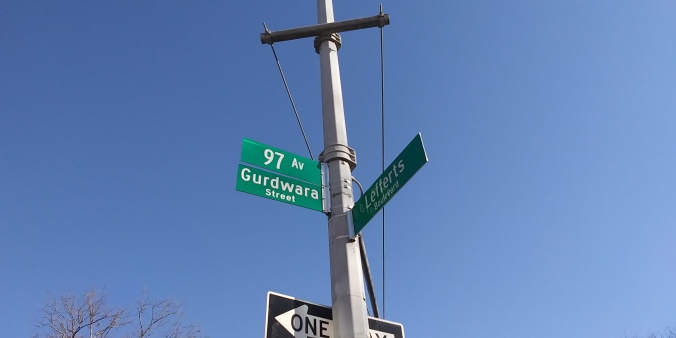 97 Av
Gurdwara
Street
Lefferts
Boulevard
ONE